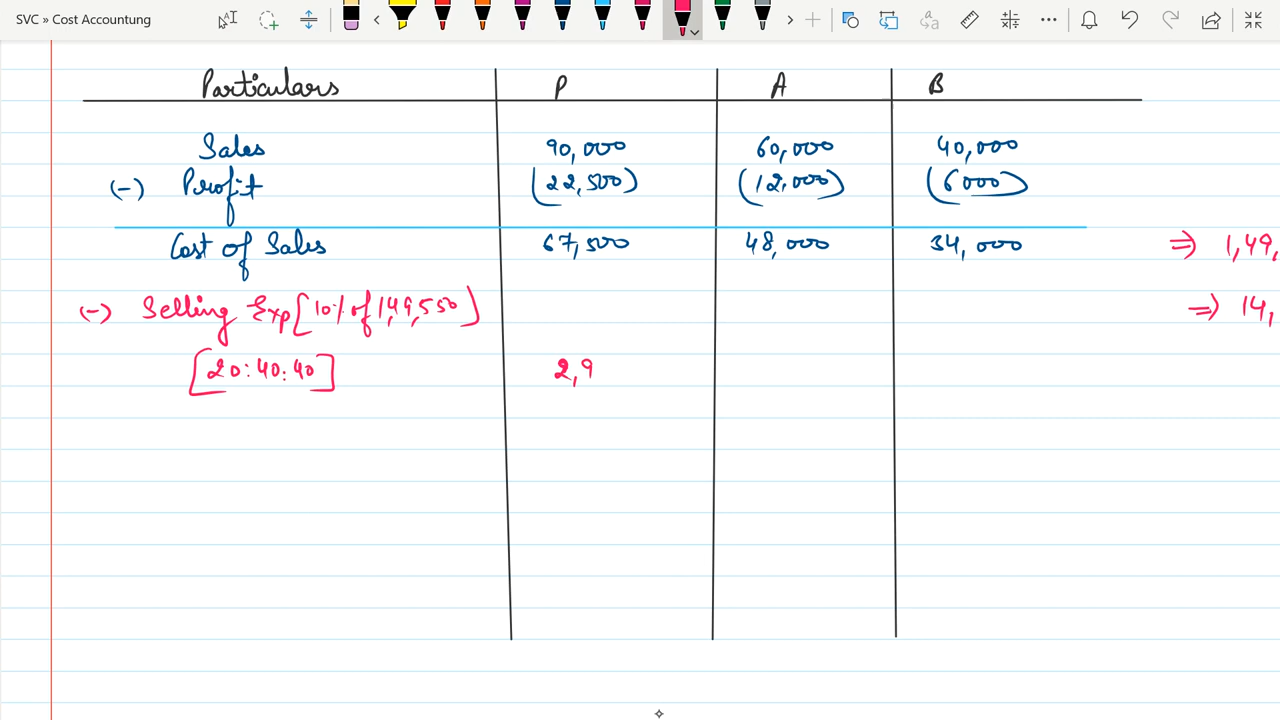 SVC » Cost Accountung
Particulars P A B
Sales 90,000 60,000 40,000
(-) Profit (22,500) (12,000) (6000)
Cost of Sales 67,500 48,000 34,000 ⇒ 1,49,
(-) Selling Exp [10% of 1,49,550] ⇒ 14,
[20:40:40] 2,9